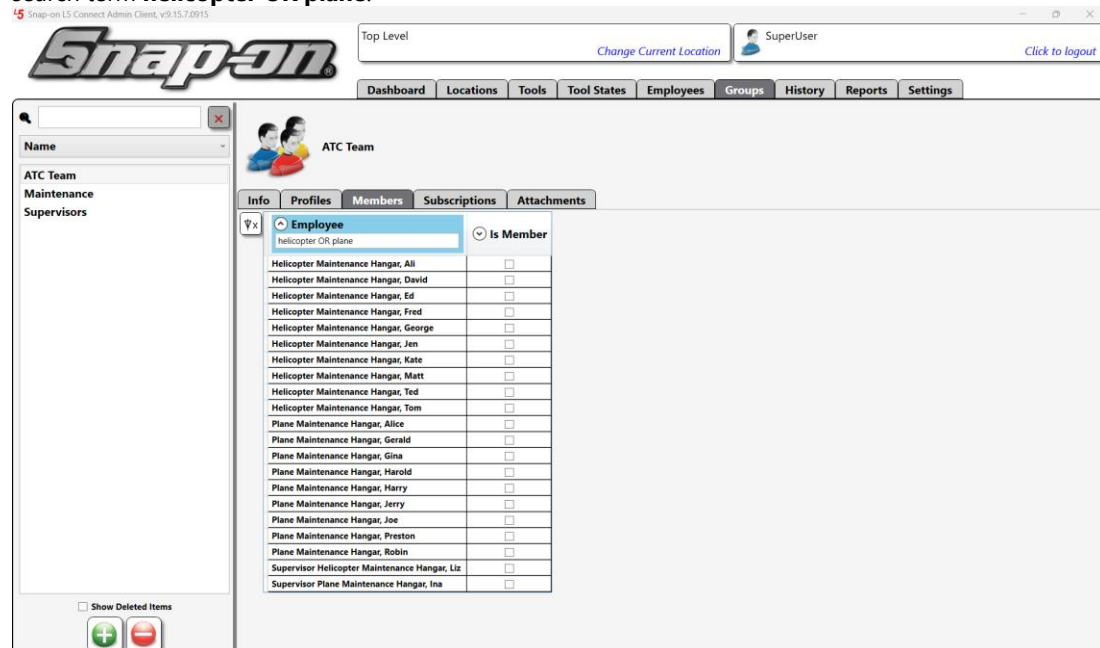 search term helicopter OR plane.
L5 Snap-on L5 Connect Admin Client, v:9.15.7.0915
Snap-on®
Top Level
Change Current Location
SuperUser
Click to logout
Dashboard Locations Tools Tool States Employees Groups History Reports Settings
Name
ATC Team
Maintenance
Supervisors
ATC Team
Info Profiles Members Subscriptions Attachments
Employee
helicopter OR plane
Is Member
Helicopter Maintenance Hangar, Ali
Helicopter Maintenance Hangar, David
Helicopter Maintenance Hangar, Ed
Helicopter Maintenance Hangar, Fred
Helicopter Maintenance Hangar, George
Helicopter Maintenance Hangar, Jen
Helicopter Maintenance Hangar, Kate
Helicopter Maintenance Hangar, Matt
Helicopter Maintenance Hangar, Ted
Helicopter Maintenance Hangar, Tom
Plane Maintenance Hangar, Alice
Plane Maintenance Hangar, Gerald
Plane Maintenance Hangar, Gina
Plane Maintenance Hangar, Harold
Plane Maintenance Hangar, Harry
Plane Maintenance Hangar, Jerry
Plane Maintenance Hangar, Joe
Plane Maintenance Hangar, Preston
Plane Maintenance Hangar, Robin
Supervisor Helicopter Maintenance Hangar, Liz
Supervisor Plane Maintenance Hangar, Ina
Show Deleted Items